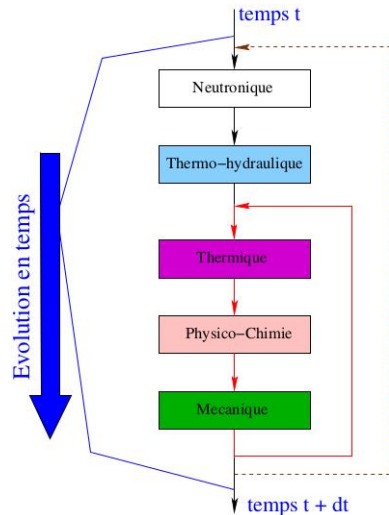 temps t
Neutronique
Thermo-hydraulique
Thermique
Physico-Chimie
Mecanique
Evolution en temps
temps t + dt